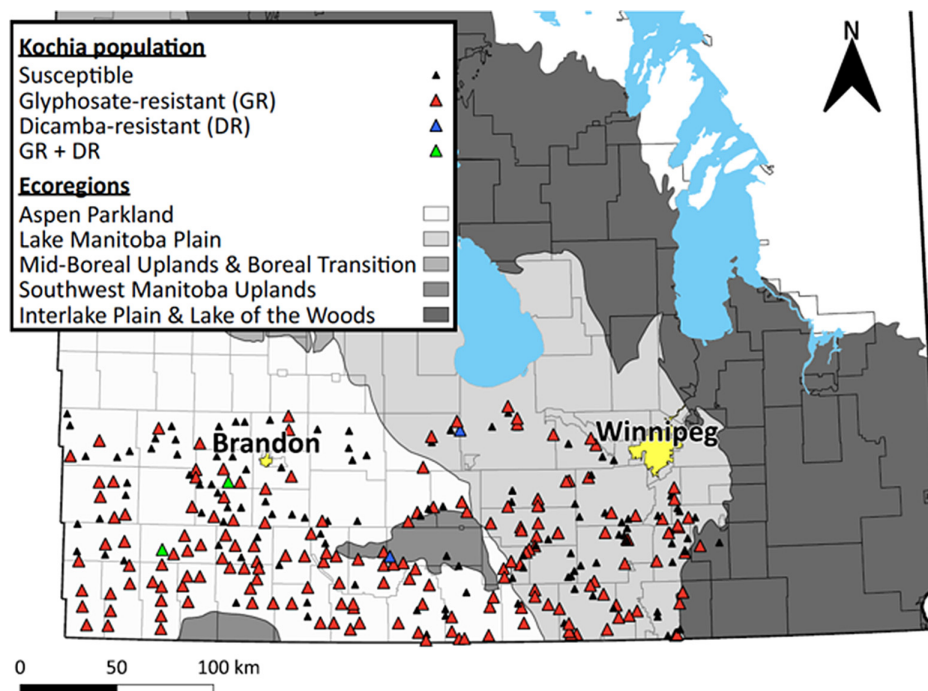 Kochia population
Susceptible
Glyphosate-resistant (GR)
Dicamba-resistant (DR)
GR + DR
Ecoregions
Aspen Parkland
Lake Manitoba Plain
Mid-Boreal Uplands & Boreal Transition
Southwest Manitoba Uplands
Interlake Plain & Lake of the Woods
N
Brandon
Winnipeg
0 50 100 km